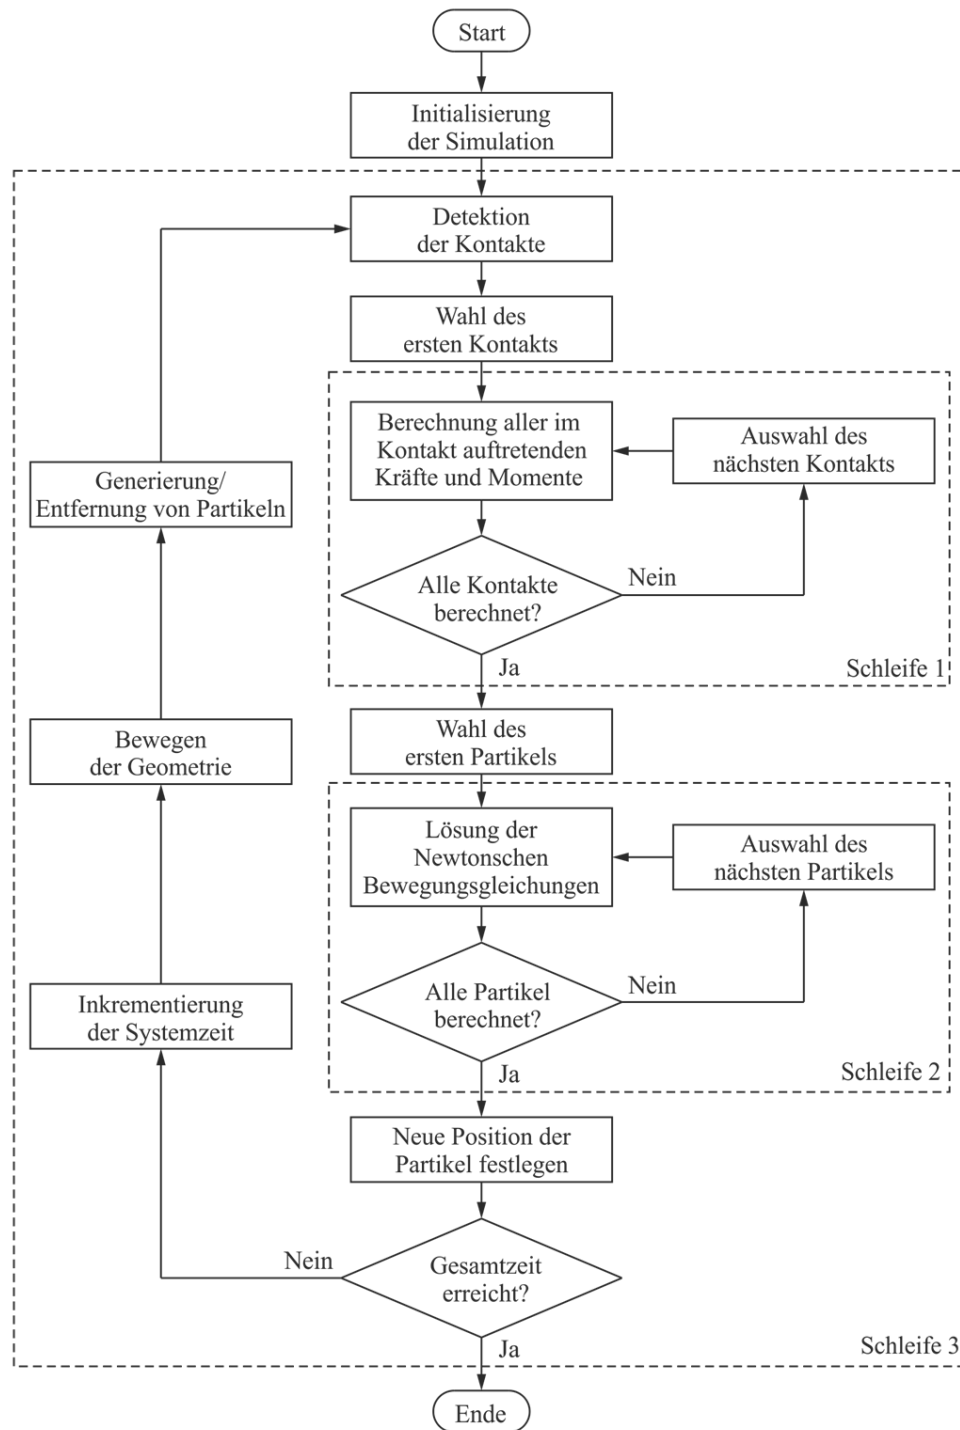 Start
Initialisierung
der Simulation
Detektion
der Kontakte
Wahl des
ersten Kontakts
Berechnung aller im
Kontakt auftretenden
Kräfte und Momente
Auswahl des
nächsten Kontakts
Generierung/
Entfernung von Partikeln
Alle Kontakte
berechnet?
Nein
Ja
Schleife 1
Wahl des
ersten Partikels
Bewegen
der Geometrie
Lösung der
Newtonschen
Bewegungsgleichungen
Auswahl des
nächsten Partikels
Alle Partikel
berechnet?
Nein
Inkrementierung
der Systemzeit
Ja
Schleife 2
Neue Position der
Partikel festlegen
Gesamtzeit
erreicht?
Nein
Ja
Schleife 3
Ende